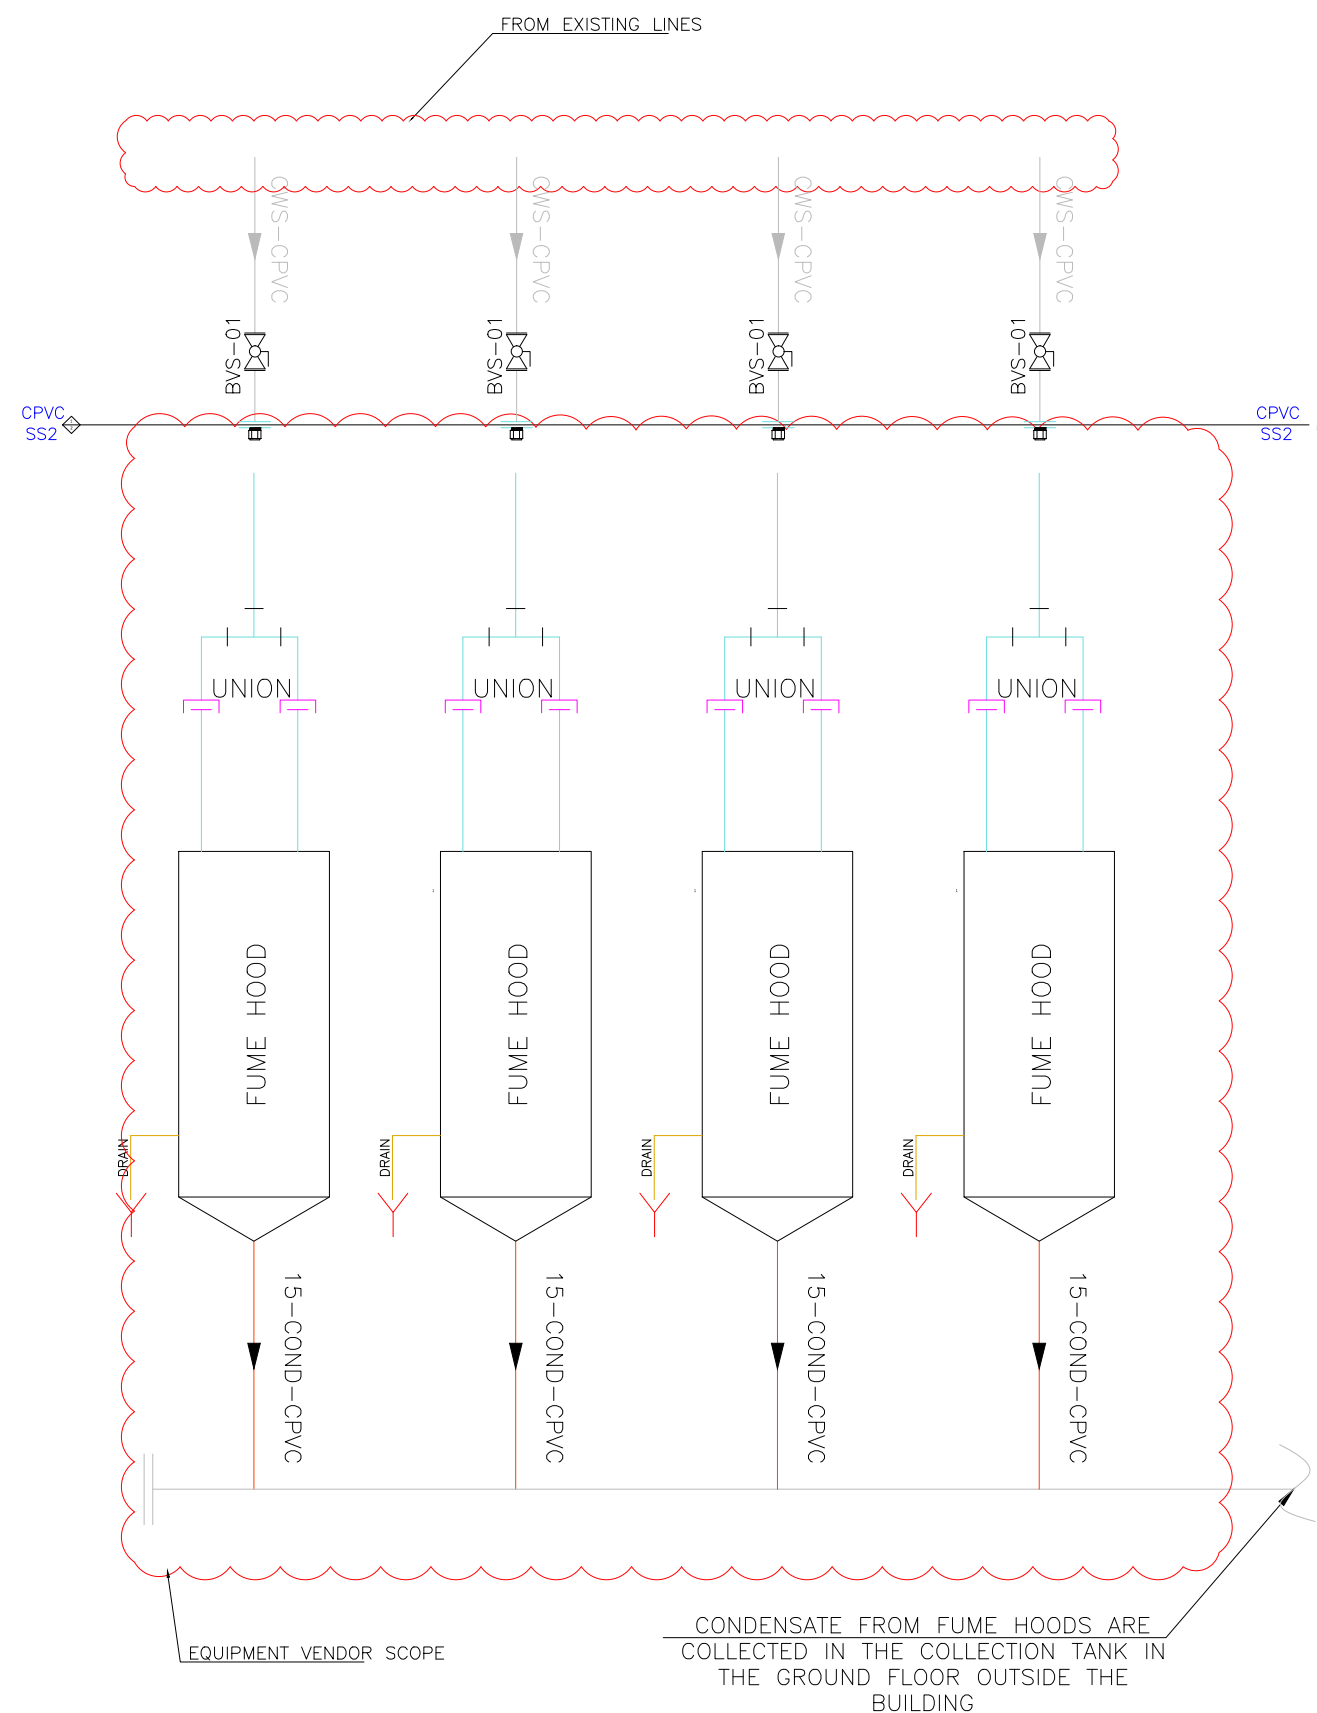 FROM EXISTING LINES
CWS-CPVC
CWS-CPVC
CWS-CPVC
CWS-CPVC
BVS-01
BVS-01
BVS-01
BVS-01
CPVC
SS2
CPVC
SS2
UNION
UNION
UNION
UNION
FUME HOOD
FUME HOOD
FUME HOOD
FUME HOOD
DRAIN
DRAIN
DRAIN
DRAIN
15-COND-CPVC
15-COND-CPVC
15-COND-CPVC
15-COND-CPVC
EQUIPMENT VENDOR SCOPE
CONDENSATE FROM FUME HOODS ARE
COLLECTED IN THE COLLECTION TANK IN
THE GROUND FLOOR OUTSIDE THE
BUILDING